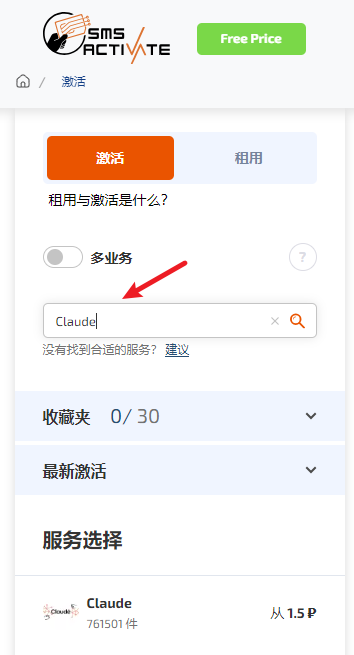 SMS
ACTIVATE
Free Price
/ 激活
激活 租用
租用与激活是什么？
多业务 ?
Claude ×
没有找到合适的服务？ 建议
收藏夹 0/ 30
最新激活
服务选择
Claude
Claude
761501 件
从 1.5 ₽